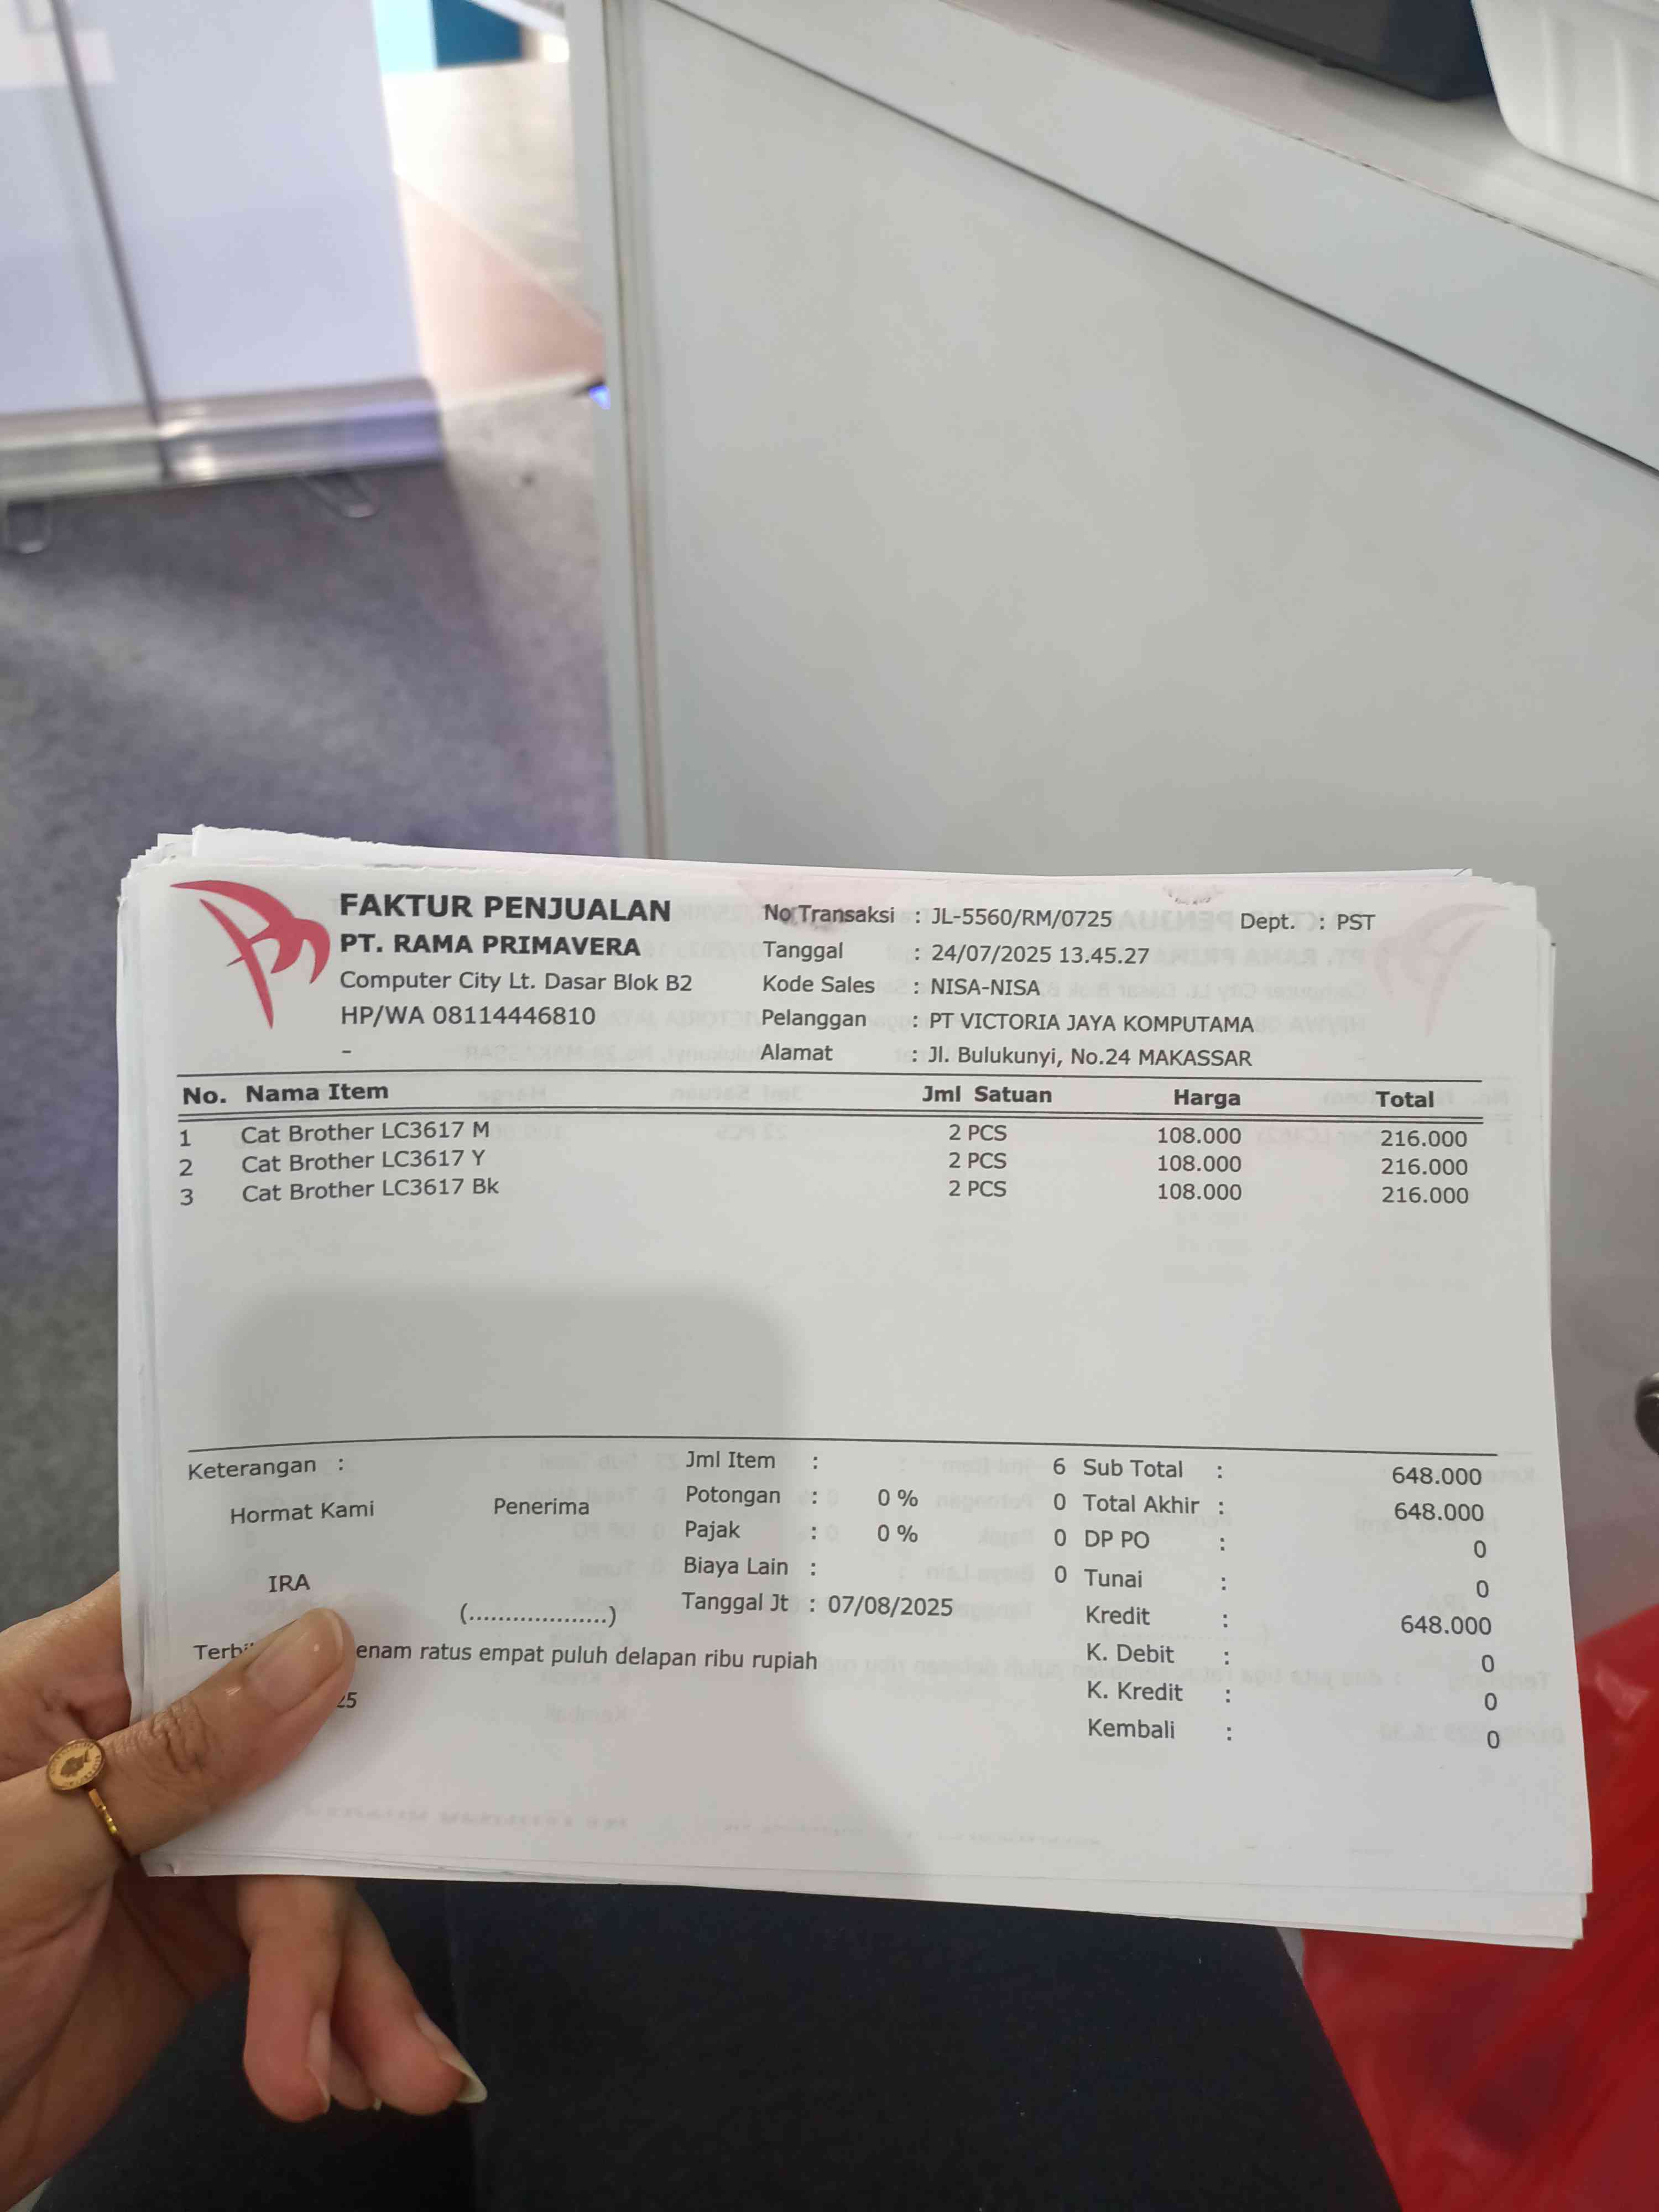 FAKTUR PENJUALAN
PT. RAMA PRIMAVERA
Computer City Lt. Dasar Blok B2
HP/WA 08114446810
-
No Transaksi : JL-5560/RM/0725 Dept. : PST
Tanggal : 24/07/2025 13.45.27
Kode Sales : NISA-NISA
Pelanggan : PT VICTORIA JAYA KOMPUTAMA
Alamat : Jl. Bulukunyi, No.24 MAKASSAR
No. Nama Item Jml Satuan Harga Total
1 Cat Brother LC3617 M 2 PCS 108.000 216.000
2 Cat Brother LC3617 Y 2 PCS 108.000 216.000
3 Cat Brother LC3617 Bk 2 PCS 108.000 216.000
Keterangan :
Hormat Kami Penerima
IRA
(...................)
Jml Item : 6
Potongan : 0 % 0
Pajak : 0 % 0
Biaya Lain : 0
Tanggal Jt : 07/08/2025
Sub Total : 648.000
Total Akhir : 648.000
DP PO : 0
Tunai : 0
Kredit : 648.000
K. Debit : 0
K. Kredit : 0
Kembali : 0
enam ratus empat puluh delapan ribu rupiah